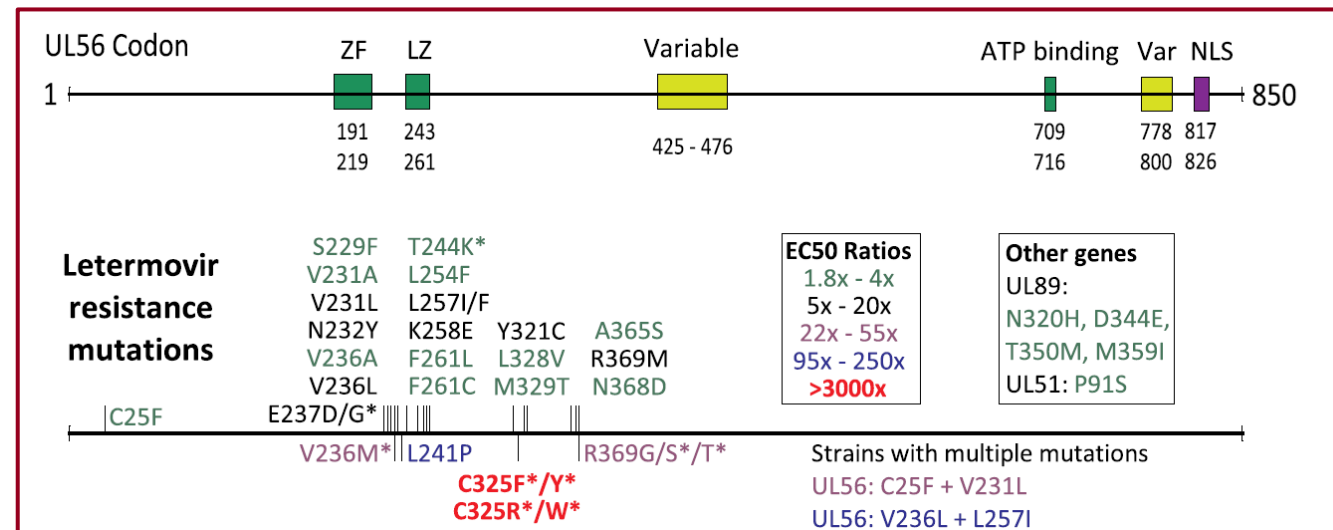 UL56 Codon
ZF LZ Variable ATP binding Var NLS
1 850
191 243 425 - 476 709 778 817
219 261 716 800 826
Letermovir
resistance
mutations
S229F T244K*
V231A L254F
V231L L257I/F
N232Y K258E Y321C A365S
V236A F261L L328V R369M
V236L F261C M329T N368D
C25F E237D/G*
V236M* L241P R369G/S*/T*
C325F*/Y*
C325R*/W*
EC50 Ratios
1.8x - 4x
5x - 20x
22x - 55x
95x - 250x
>3000x
Other genes
UL89:
N320H, D344E,
T350M, M359I
UL51: P91S
Strains with multiple mutations
UL56: C25F + V231L
UL56: V236L + L257I